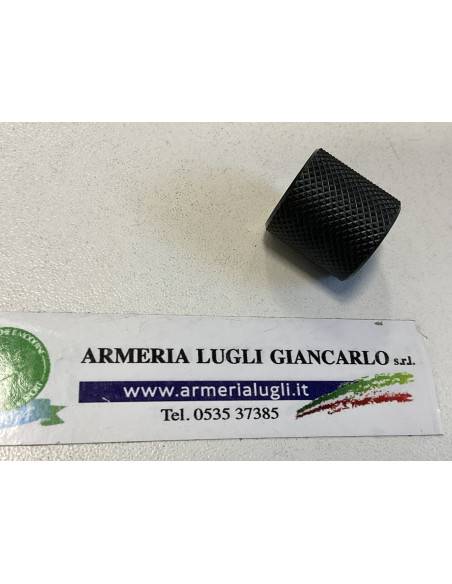 ARMERIA LUGLI GIANCARLO s.r.l.
www.armerialugli.it
Tel. 0535 37385